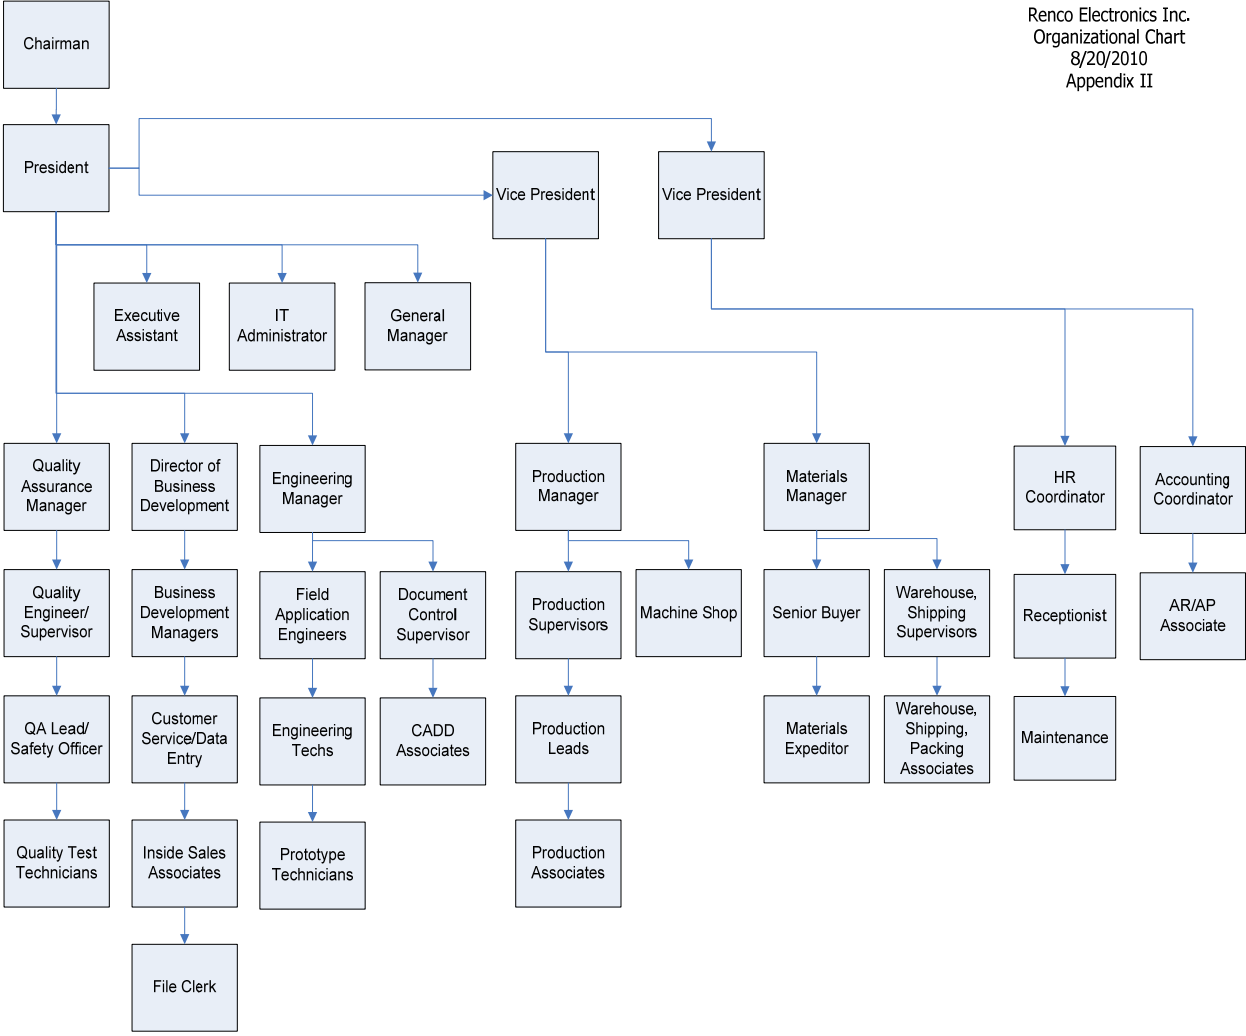 Renco Electronics Inc.
Organizational Chart
8/20/2010
Appendix II
Chairman
President
Vice President
Vice President
Executive
Assistant
IT
Administrator
General
Manager
Quality
Assurance
Manager
Director of
Business
Development
Engineering
Manager
Production
Manager
Materials
Manager
HR
Coordinator
Accounting
Coordinator
Quality
Engineer/
Supervisor
Business
Development
Managers
Field
Application
Engineers
Document
Control
Supervisor
Production
Supervisors
Machine Shop
Senior Buyer
Warehouse,
Shipping
Supervisors
Receptionist
AR/AP
Associate
QA Lead/
Safety Officer
Customer
Service/Data
Entry
Engineering
Techs
CADD
Associates
Production
Leads
Materials
Expeditor
Warehouse,
Shipping,
Packing
Associates
Maintenance
Quality Test
Technicians
Inside Sales
Associates
Prototype
Technicians
Production
Associates
File Clerk